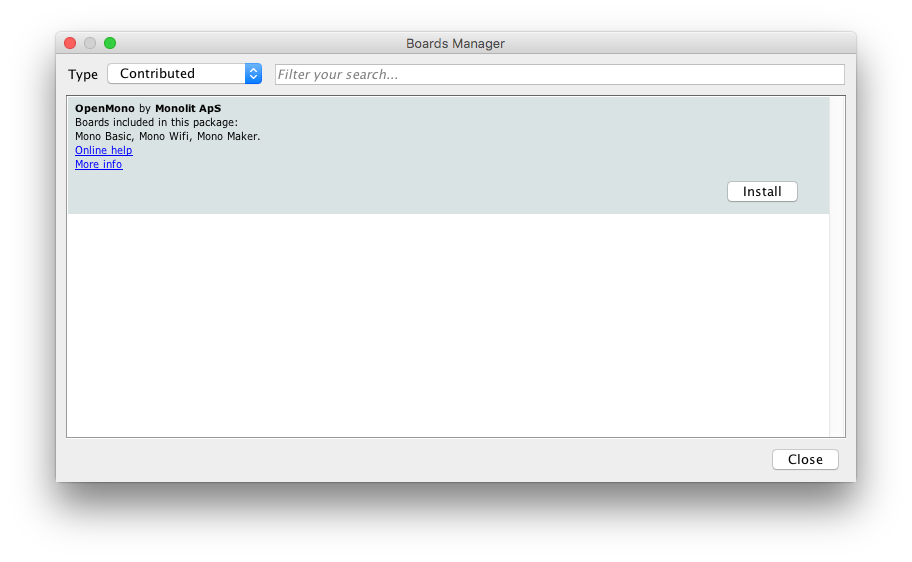 Boards Manager
Type Contributed Filter your search...
OpenMono by Monolit ApS
Boards included in this package:
Mono Basic, Mono Wifi, Mono Maker.
Online help
More info
Install
Close